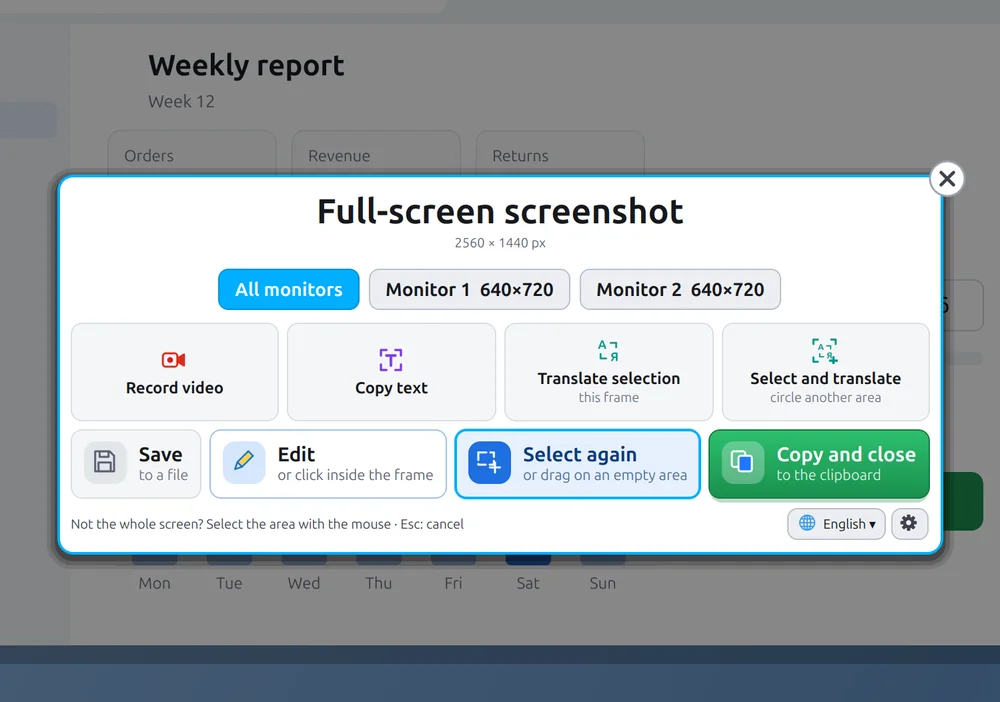 Weekly report
Week 12
Orders
Revenue
Returns
Full-screen screenshot
2560 × 1440 px
All monitors
Monitor 1 640×720
Monitor 2 640×720
Record video
Copy text
Translate selection
this frame
Select and translate
circle another area
Save
to a file
Edit
or click inside the frame
Select again
or drag on an empty area
Copy and close
to the clipboard
Not the whole screen? Select the area with the mouse · Esc: cancel
English ▾
Mon
Tue
Wed
Thu
Fri
Sat
Sun